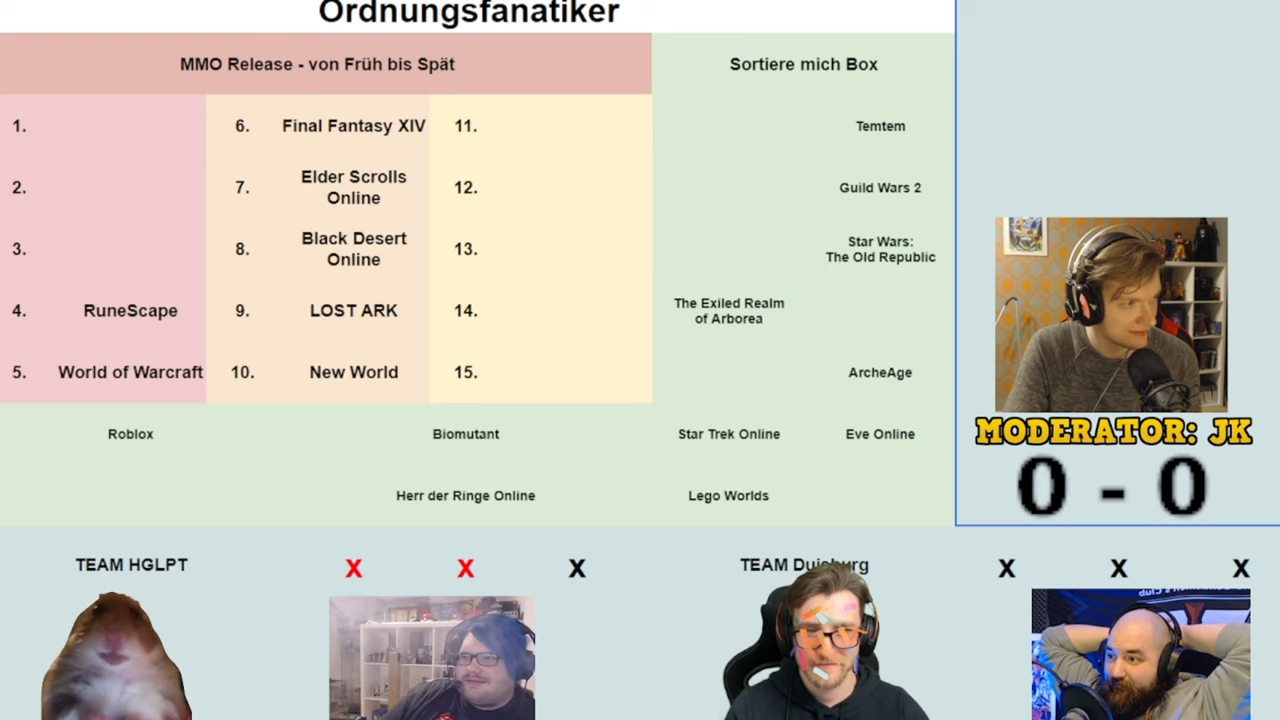 Ordnungsfanatiker
MMO Release - von Früh bis Spät
Sortiere mich Box
1.
6. Final Fantasy XIV
11.
Temtem
2.
7. Elder Scrolls
Online
12.
Guild Wars 2
3.
8. Black Desert
Online
13.
Star Wars:
The Old Republic
4. RuneScape
9. LOST ARK
14.
The Exiled Realm
of Arborea
5. World of Warcraft
10. New World
15.
ArcheAge
Roblox
Biomutant
Star Trek Online
Eve Online
Herr der Ringe Online
Lego Worlds
MODERATOR: JK
0 - 0
TEAM HGLPT
X X X
TEAM Duisburg
X X X